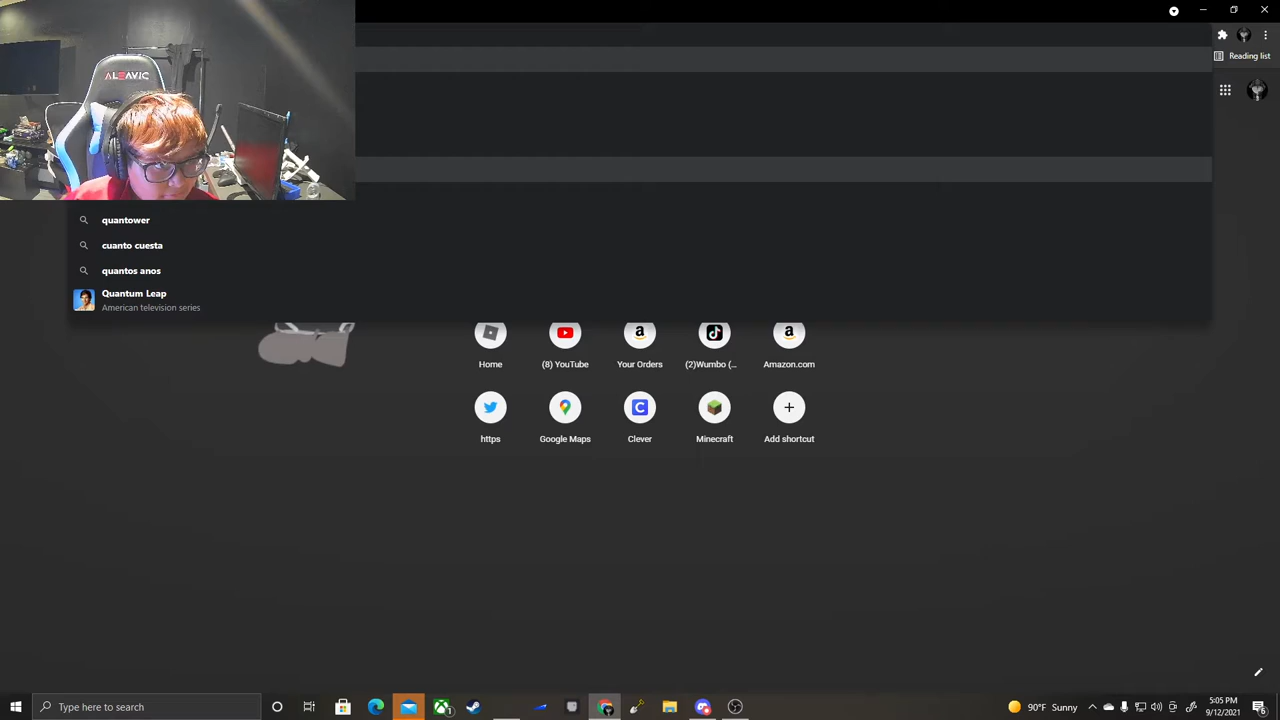 ALEAVIC
Reading list
quantower
cuanto cuesta
quantos anos
Quantum Leap
American television series
Home
(8) YouTube
Your Orders
(2)Wumbo (...
Amazon.com
https
Google Maps
Clever
Minecraft
Add shortcut
Type here to search
90°F Sunny
5:05 PM
9/12/2021